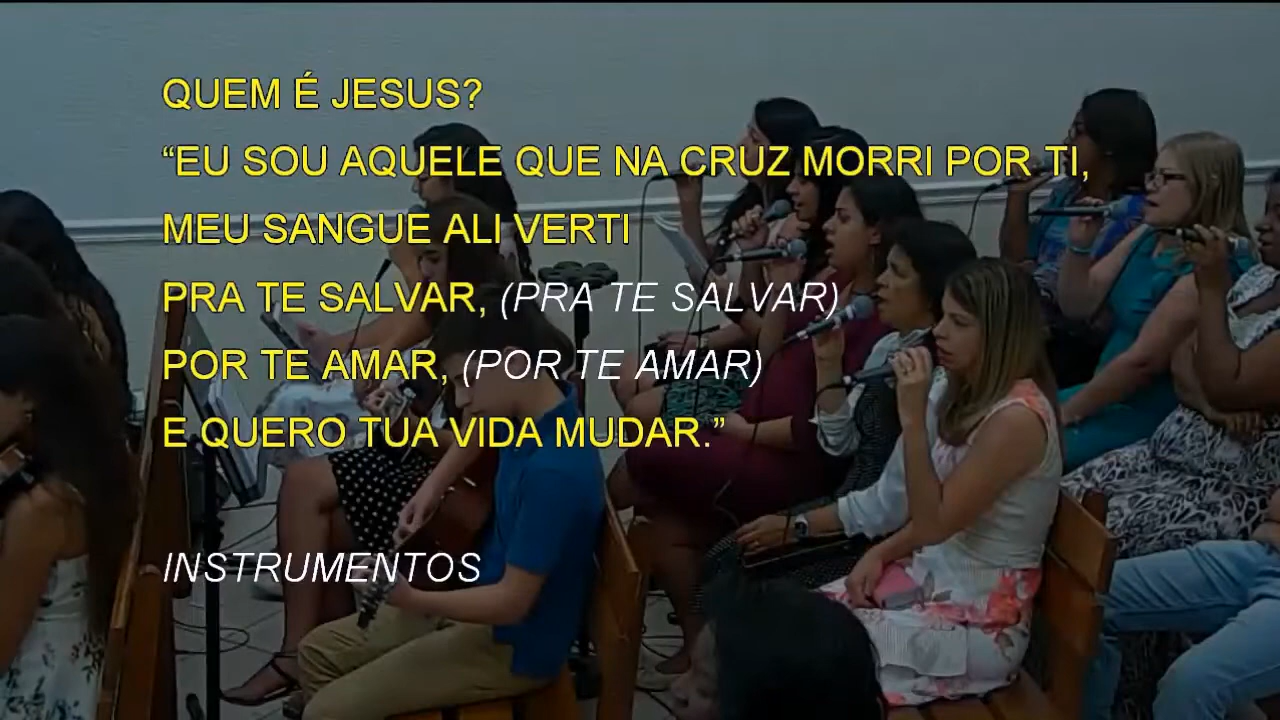 QUEM É JESUS?
“EU SOU AQUELE QUE NA CRUZ MORRI POR TI,
MEU SANGUE ALI VERTI
PRA TE SALVAR, (PRA TE SALVAR)
POR TE AMAR, (POR TE AMAR)
E QUERO TUA VIDA MUDAR.”
INSTRUMENTOS